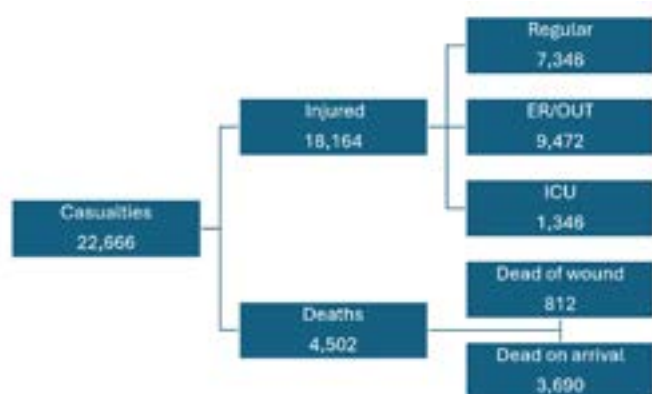 Casualties
22,666
Injured
18,164
Regular
7,346
ER/OUT
9,472
ICU
1,346
Deaths
4,502
Dead of wound
812
Dead on arrival
3,690